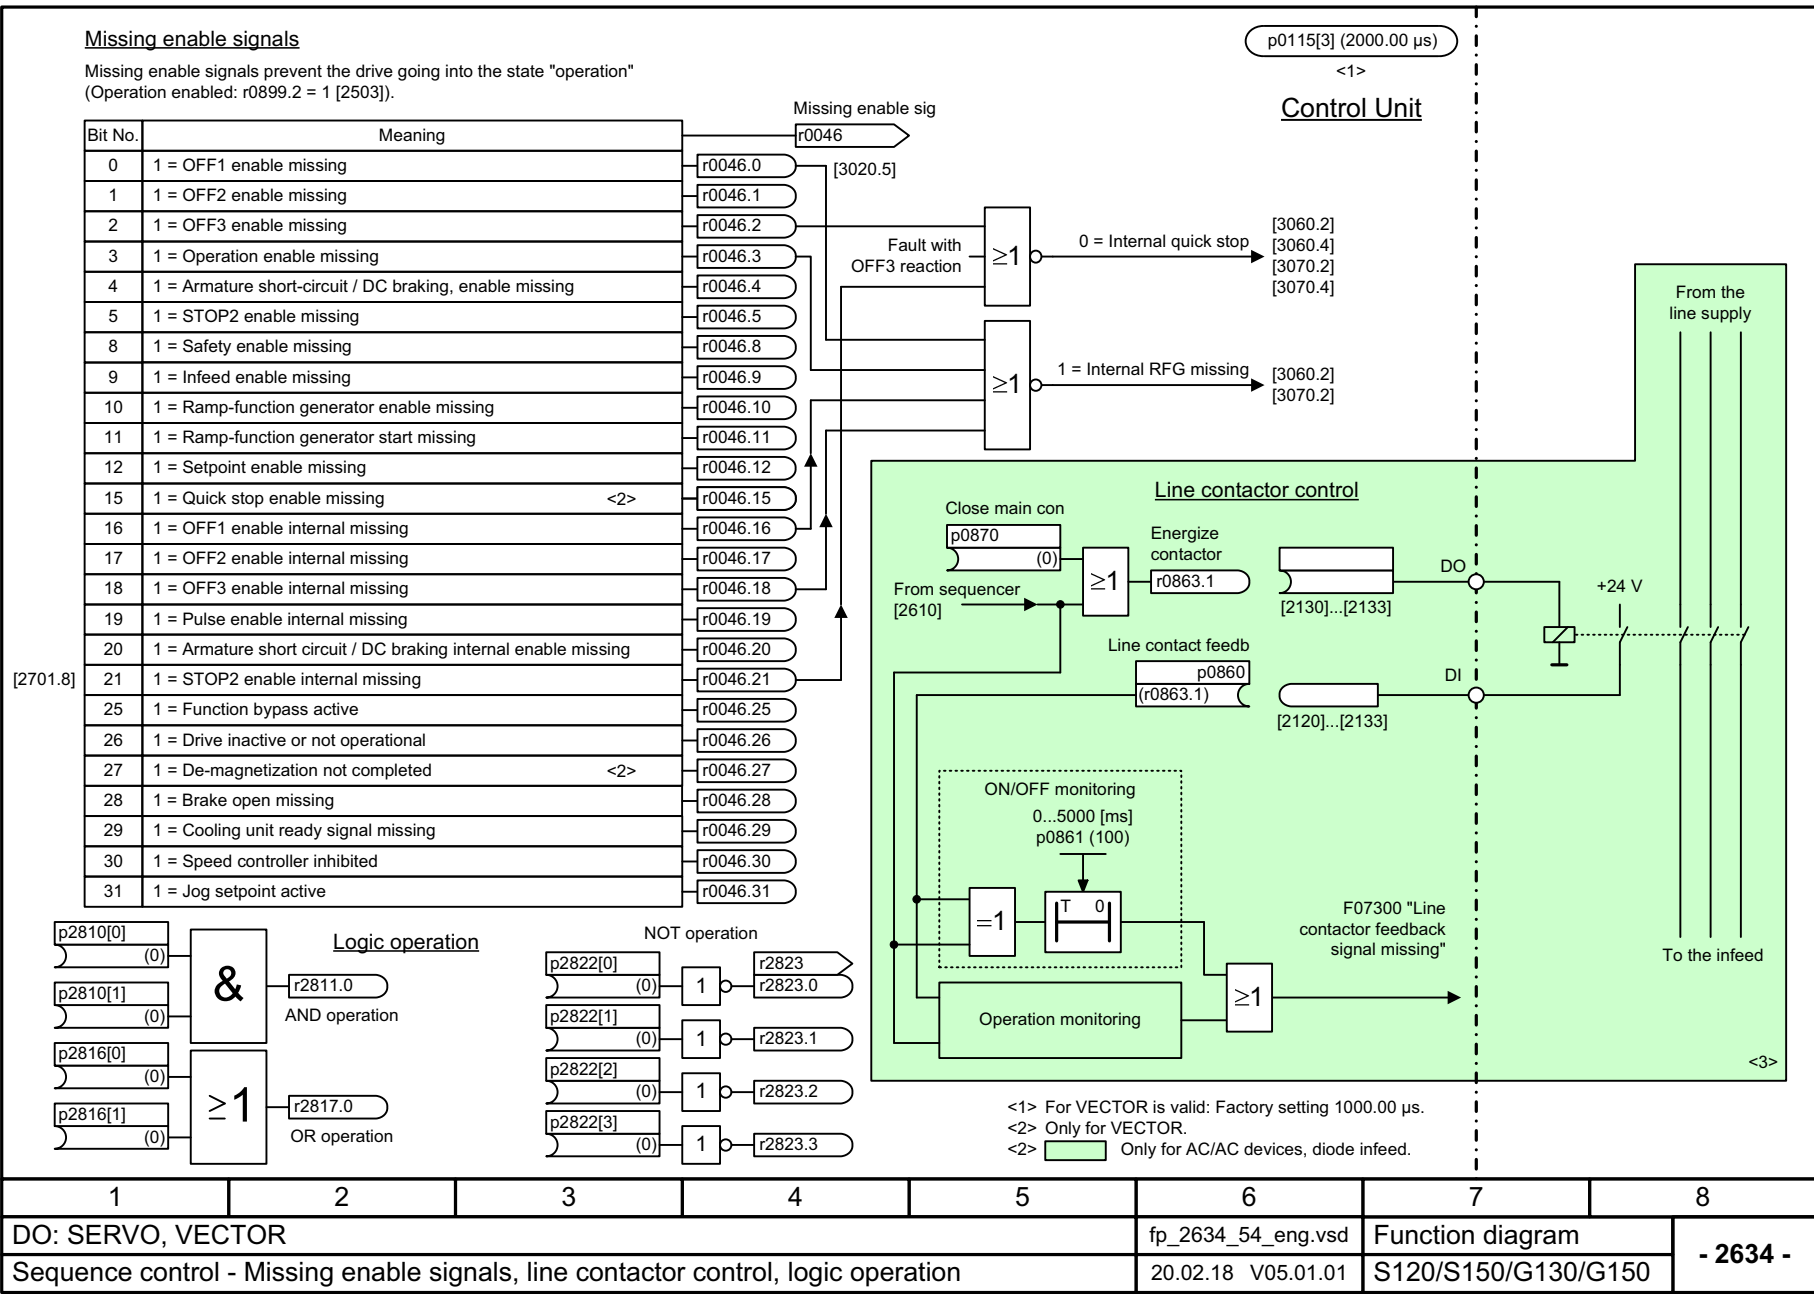 Missing enable signals
Missing enable signals prevent the drive going into the state "operation"
(Operation enabled: r0899.2 = 1 [2503]).
p0115[3] (2000.00 µs)
<1>
Control Unit
Missing enable sig
r0046
Bit No. Meaning
0 1 = OFF1 enable missing r0046.0 [3020.5]
1 1 = OFF2 enable missing r0046.1
2 1 = OFF3 enable missing r0046.2
3 1 = Operation enable missing r0046.3
4 1 = Armature short-circuit / DC braking, enable missing r0046.4
5 1 = STOP2 enable missing r0046.5
8 1 = Safety enable missing r0046.8
9 1 = Infeed enable missing r0046.9
10 1 = Ramp-function generator enable missing r0046.10
11 1 = Ramp-function generator start missing r0046.11
12 1 = Setpoint enable missing r0046.12
15 1 = Quick stop enable missing <2> r0046.15
16 1 = OFF1 enable internal missing r0046.16
17 1 = OFF2 enable internal missing r0046.17
18 1 = OFF3 enable internal missing r0046.18
19 1 = Pulse enable internal missing r0046.19
20 1 = Armature short circuit / DC braking internal enable missing r0046.20
[2701.8] 21 1 = STOP2 enable internal missing r0046.21
25 1 = Function bypass active r0046.25
26 1 = Drive inactive or not operational r0046.26
27 1 = De-magnetization not completed <2> r0046.27
28 1 = Brake open missing r0046.28
29 1 = Cooling unit ready signal missing r0046.29
30 1 = Speed controller inhibited r0046.30
31 1 = Jog setpoint active r0046.31
Fault with
OFF3 reaction
≥1
0 = Internal quick stop
[3060.2]
[3060.4]
[3070.2]
[3070.4]
≥1
1 = Internal RFG missing
[3060.2]
[3070.2]
From the
line supply
Line contactor control
Close main con
p0870
(0)
From sequencer
[2610]
≥1
Energize
contactor
r0863.1
[2130]...[2133]
DO
+24 V
Line contact feedb
p0860
(r0863.1)
[2120]...[2133]
DI
ON/OFF monitoring
0...5000 [ms]
p0861 (100)
=1
T 0
Operation monitoring
≥1
F07300 "Line
contactor feedback
signal missing"
To the infeed
<3>
Logic operation
p2810[0]
(0)
p2810[1]
(0)
&
r2811.0
AND operation
p2816[0]
(0)
p2816[1]
(0)
≥1
r2817.0
OR operation
NOT operation
p2822[0]
(0)
1
r2823
r2823.0
p2822[1]
(0)
1
r2823.1
p2822[2]
(0)
1
r2823.2
p2822[3]
(0)
1
r2823.3
<1> For VECTOR is valid: Factory setting 1000.00 µs.
<2> Only for VECTOR.
<2> Only for AC/AC devices, diode infeed.
1 2 3 4 5 6 7 8
DO: SERVO, VECTOR
fp_2634_54_eng.vsd
Function diagram
- 2634 -
Sequence control - Missing enable signals, line contactor control, logic operation
20.02.18 V05.01.01
S120/S150/G130/G150